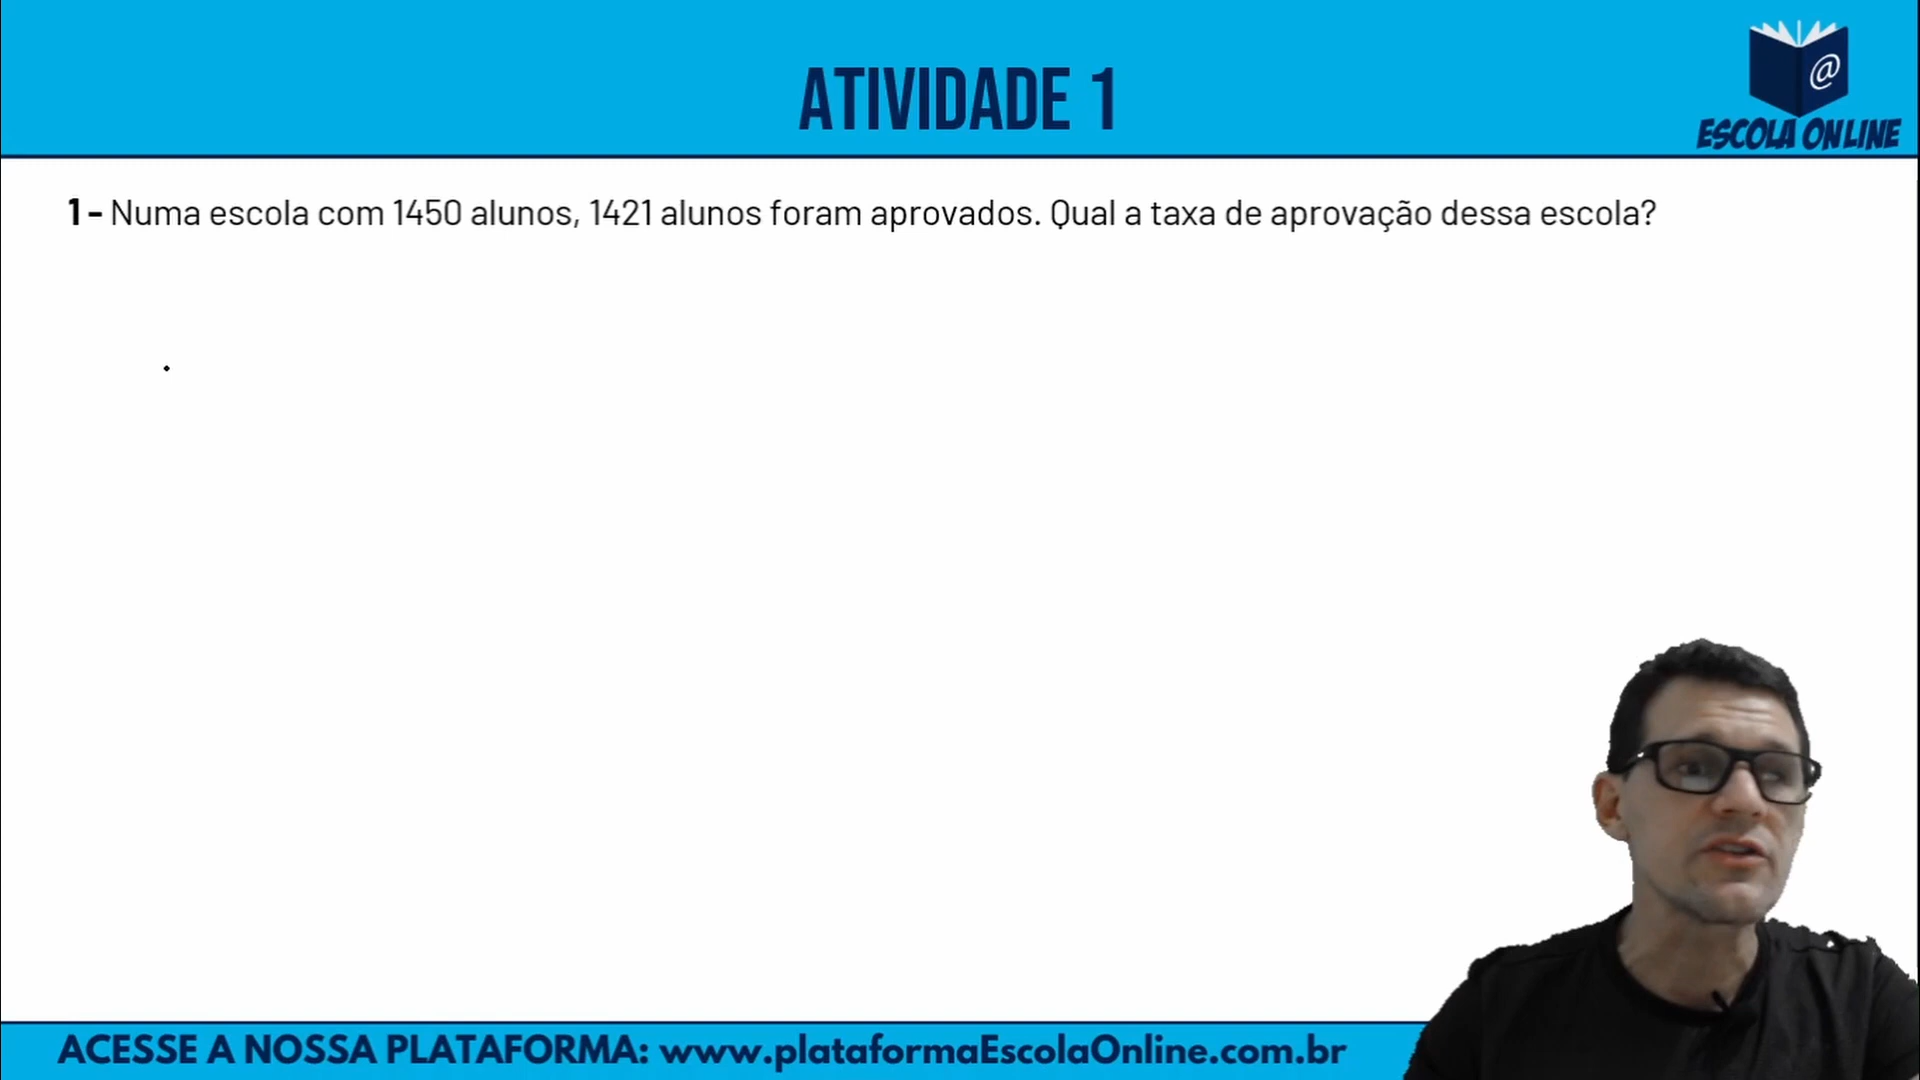 ATIVIDADE 1
@
ESCOLA ONLINE
1 - Numa escola com 1450 alunos, 1421 alunos foram aprovados. Qual a taxa de aprovação dessa escola?
ACESSE A NOSSA PLATAFORMA: www.plataformaEscolaOnline.com.br